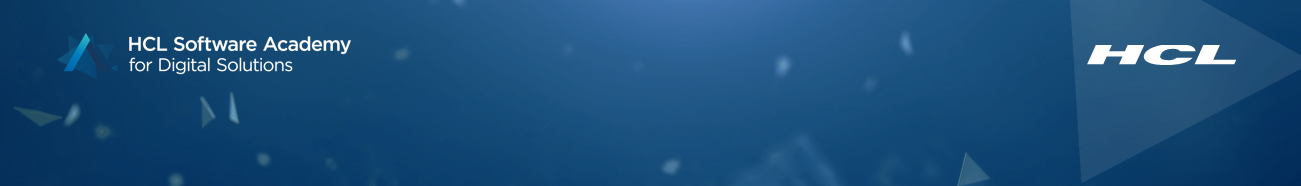 HCL Software Academy
for Digital Solutions
HCL